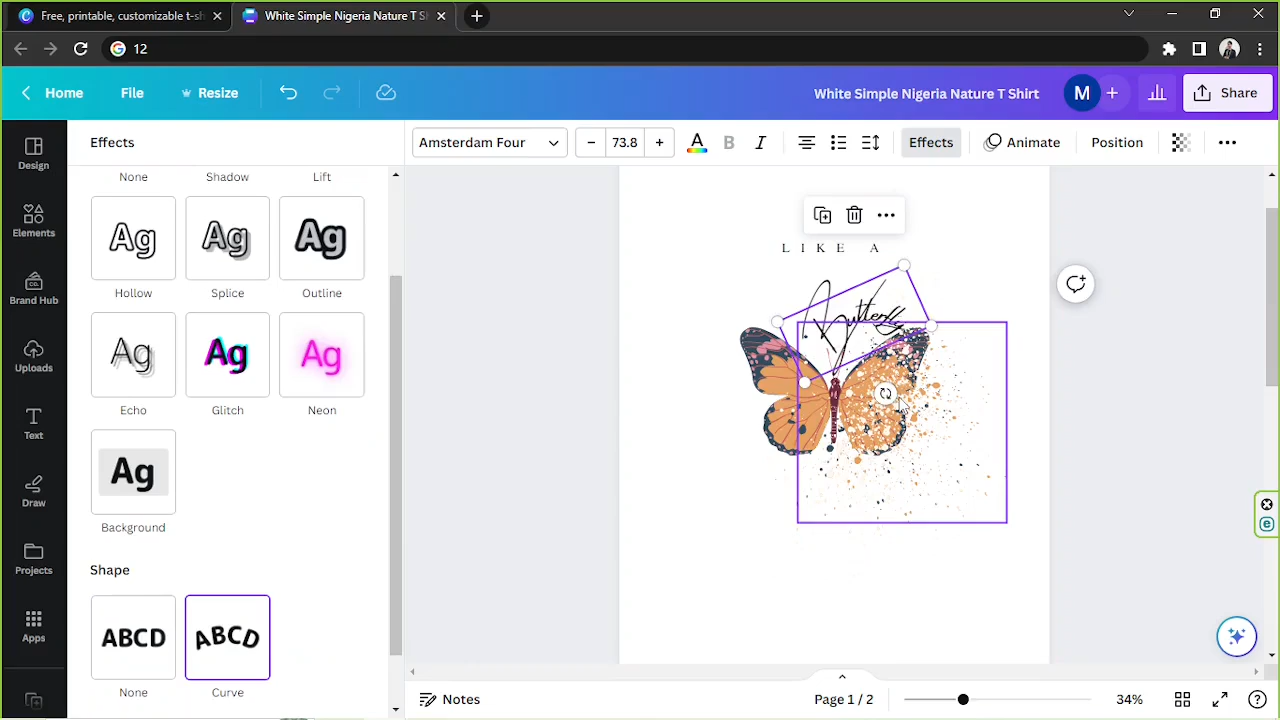 Free, printable, customizable t-sh
White Simple Nigeria Nature T Sh
12
Home
File
Resize
White Simple Nigeria Nature T Shirt
M
Share
Design
Elements
Brand Hub
Uploads
Text
Draw
Projects
Apps
Effects
None
Shadow
Lift
Ag
Ag
Ag
Hollow
Splice
Outline
Ag
Ag
Ag
Echo
Glitch
Neon
Ag
Background
Shape
ABCD
ABCD
None
Curve
Amsterdam Four
73.8
A
B
I
Effects
Animate
Position
LIKE A
Butterfly
Notes
Page 1 / 2
34%